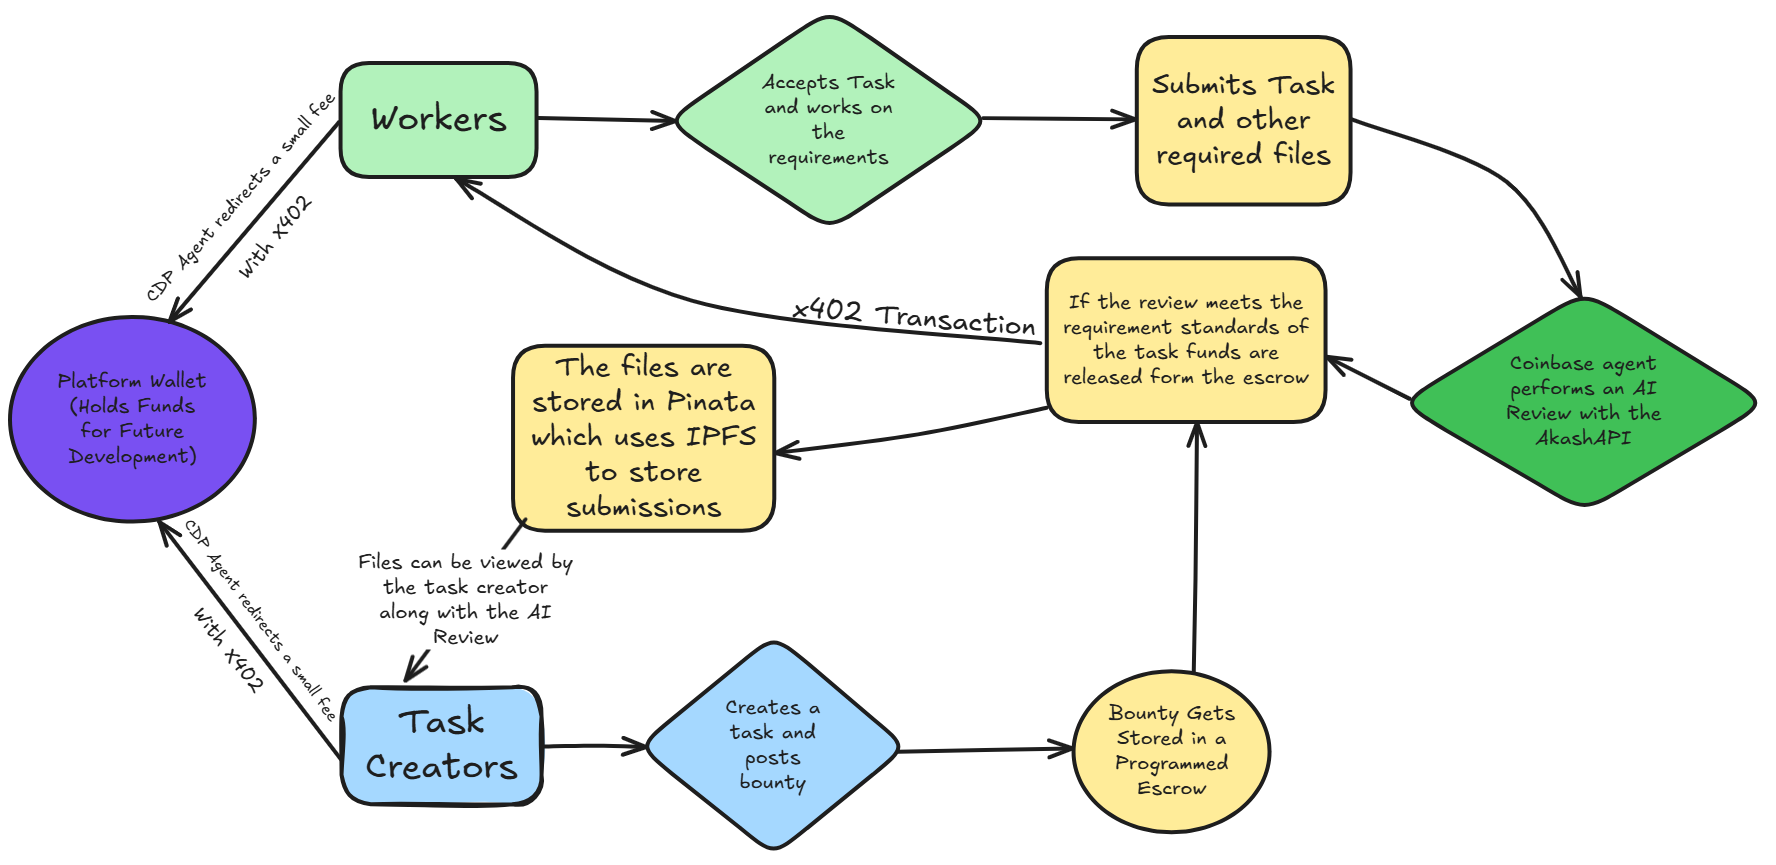 Workers
Accepts Task
and works on
the
requirements
Submits Task
and other
required files
CDP Agent redirects a small fee
With x402
x402 Transaction
If the review meets the
requirement standards of
the task funds are
released form the escrow
Coinbase agent
performs an AI
Review with the
AkashAPI
The files are
stored in Pinata
which uses IPFS
to store
submissions
Platform Wallet
(Holds Funds
for Future
Development)
Files can be viewed by
the task creator
along with the AI
Review
CDP Agent redirects a small fee
With x402
Task
Creators
Creates a
task and
posts
bounty
Bounty Gets
Stored in a
Programmed
Escrow